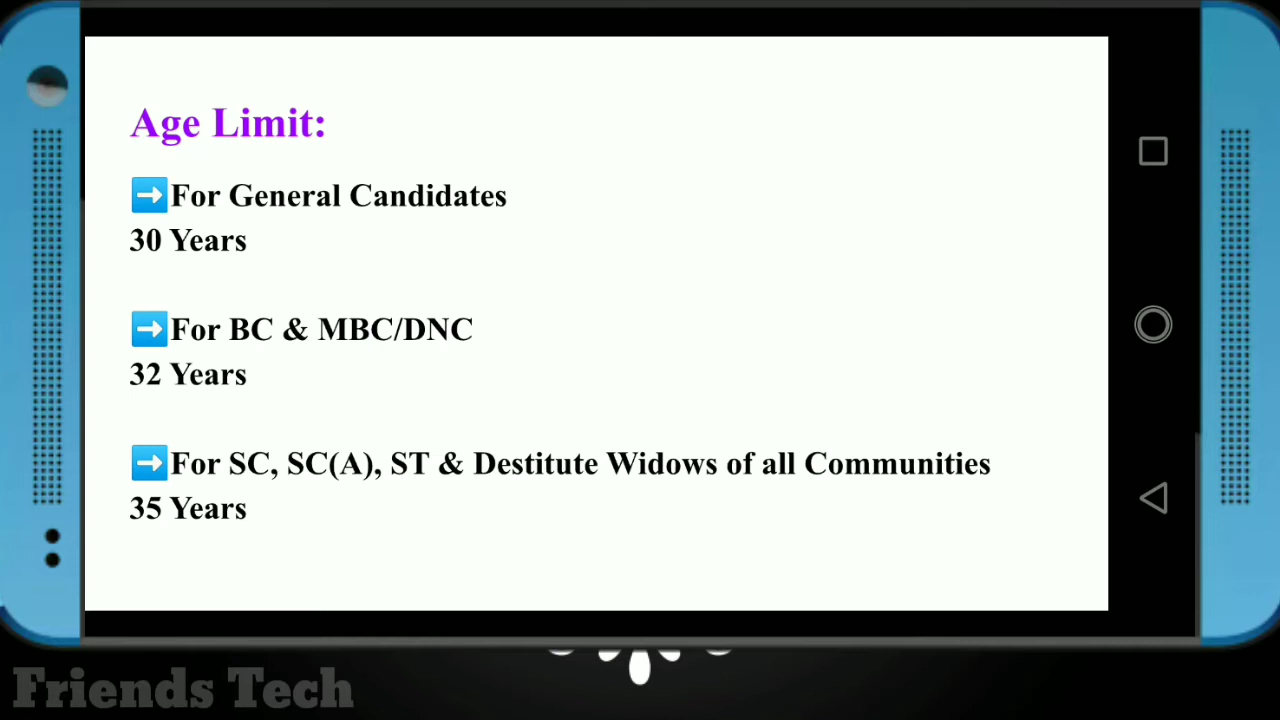 Age Limit:
➡For General Candidates
30 Years
➡For BC & MBC/DNC
32 Years
➡For SC, SC(A), ST & Destitute Widows of all Communities
35 Years
Friends Tech